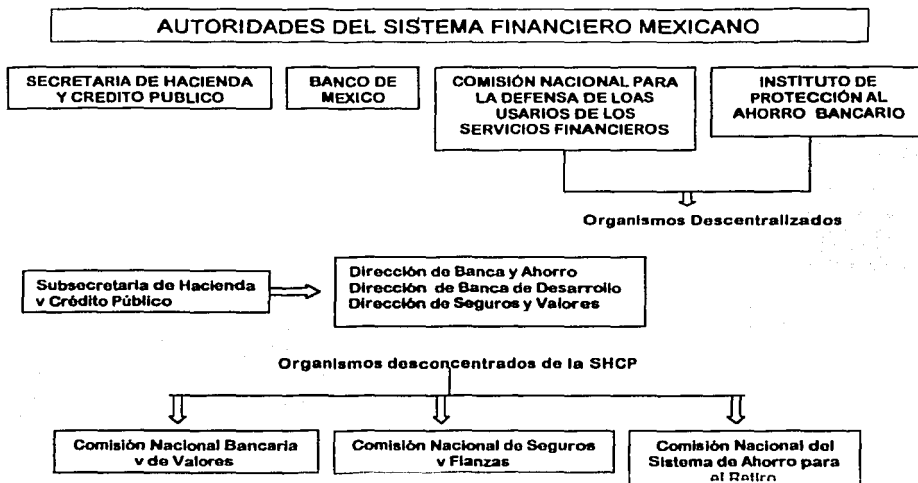 AUTORIDADES DEL SISTEMA FINANCIERO MEXICANO
SECRETARIA DE HACIENDA
Y CREDITO PUBLICO
BANCO DE
MEXICO
COMISIÓN NACIONAL PARA
LA DEFENSA DE LOAS
USARIOS DE LOS
SERVICIOS FINANCIEROS
INSTITUTO DE
PROTECCIÓN AL
AHORRO BANCARIO
Organismos Descentralizados
Subsecretaria de Hacienda
y Crédito Público
Dirección de Banca y Ahorro
Dirección de Banca de Desarrollo
Dirección de Seguros y Valores
Organismos desconcentrados de la SHCP
Comisión Nacional Bancaria
y de Valores
Comisión Nacional de Seguros
y Fianzas
Comisión Nacional del
Sistema de Ahorro para
el Retiro